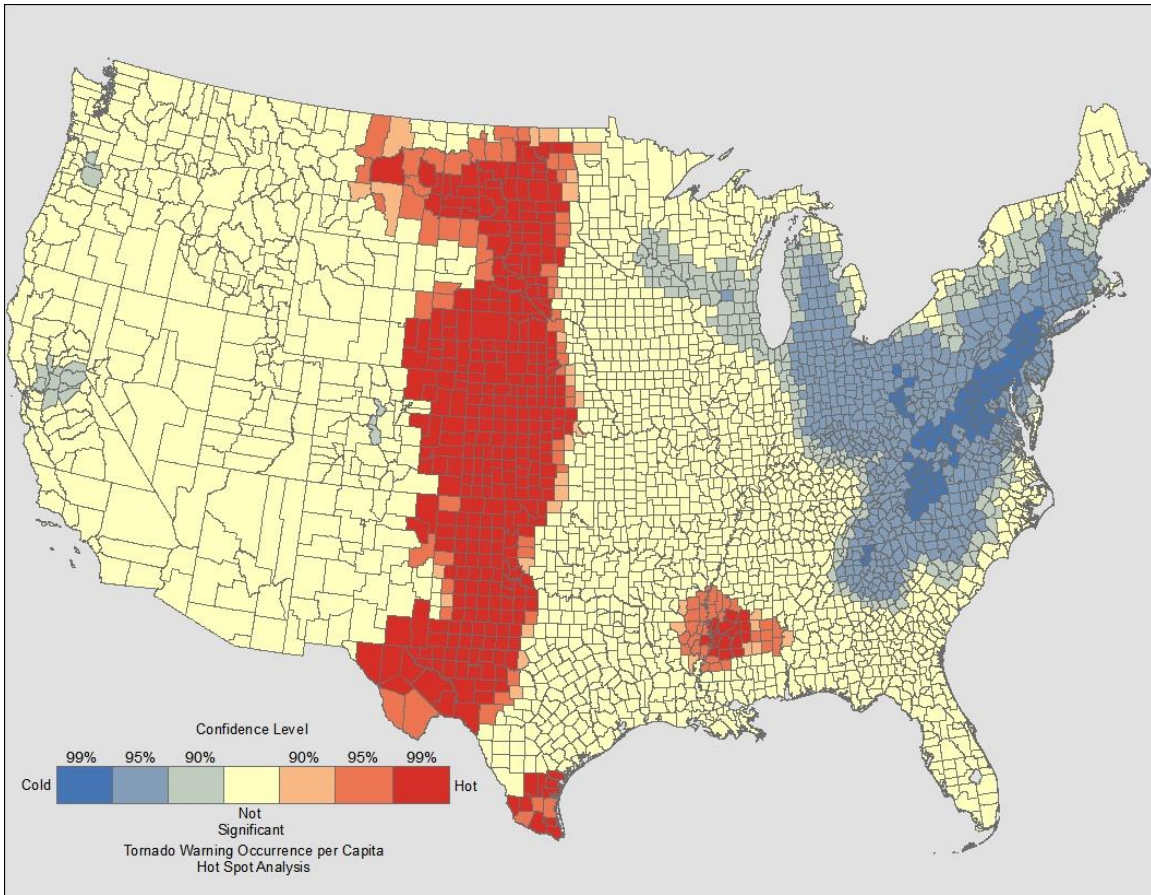 Confidence Level
99% 95% 90% 90% 95% 99%
Cold Hot
Not
Significant
Tornado Warning Occurrence per Capita
Hot Spot Analysis